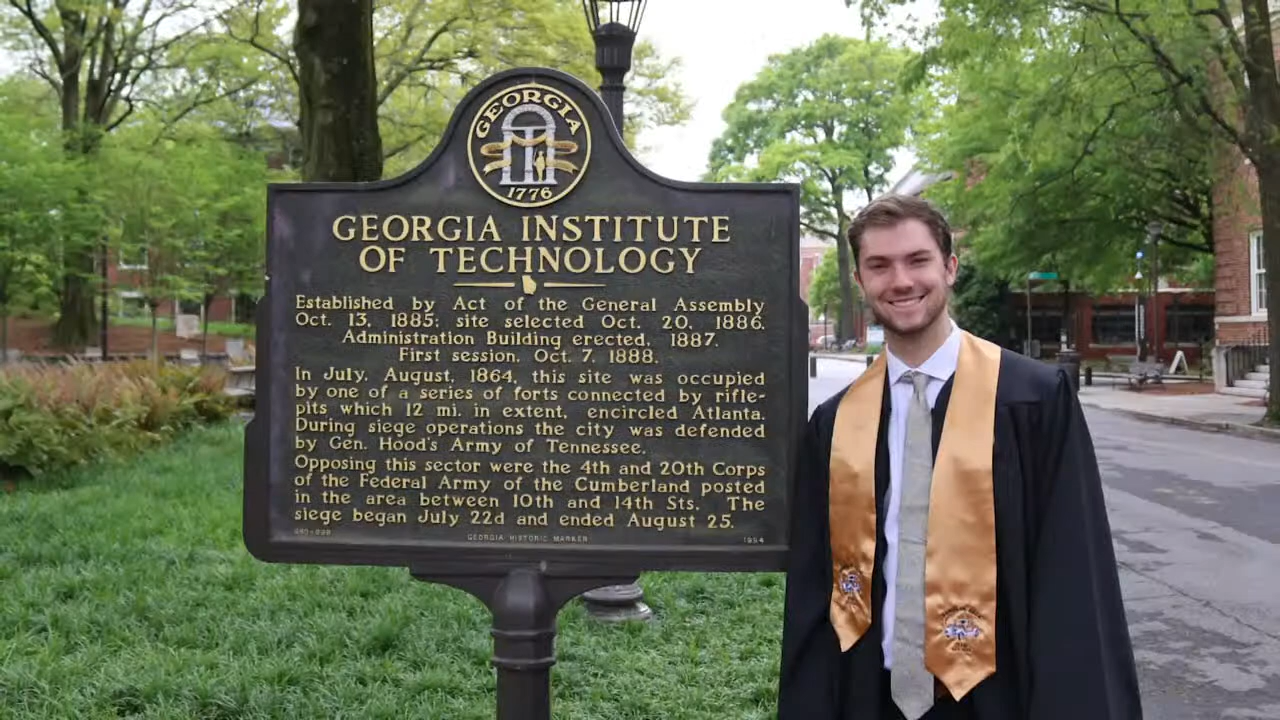 GEORGIA
1776
GEORGIA INSTITUTE
OF TECHNOLOGY
Established by Act of the General Assembly
Oct. 13, 1885; site selected Oct. 20, 1886.
Administration Building erected, 1887.
First session, Oct. 7, 1888.
In July, August, 1864, this site was occupied
by one of a series of forts connected by rifle-
pits which 12 mi. in extent, encircled Atlanta.
During siege operations the city was defended
by Gen. Hood's Army of Tennessee.
Opposing this sector were the 4th and 20th Corps
of the Federal Army of the Cumberland posted
in the area between 10th and 14th Sts. The
siege began July 22d and ended August 25.
GEORGIA HISTORIC MARKER